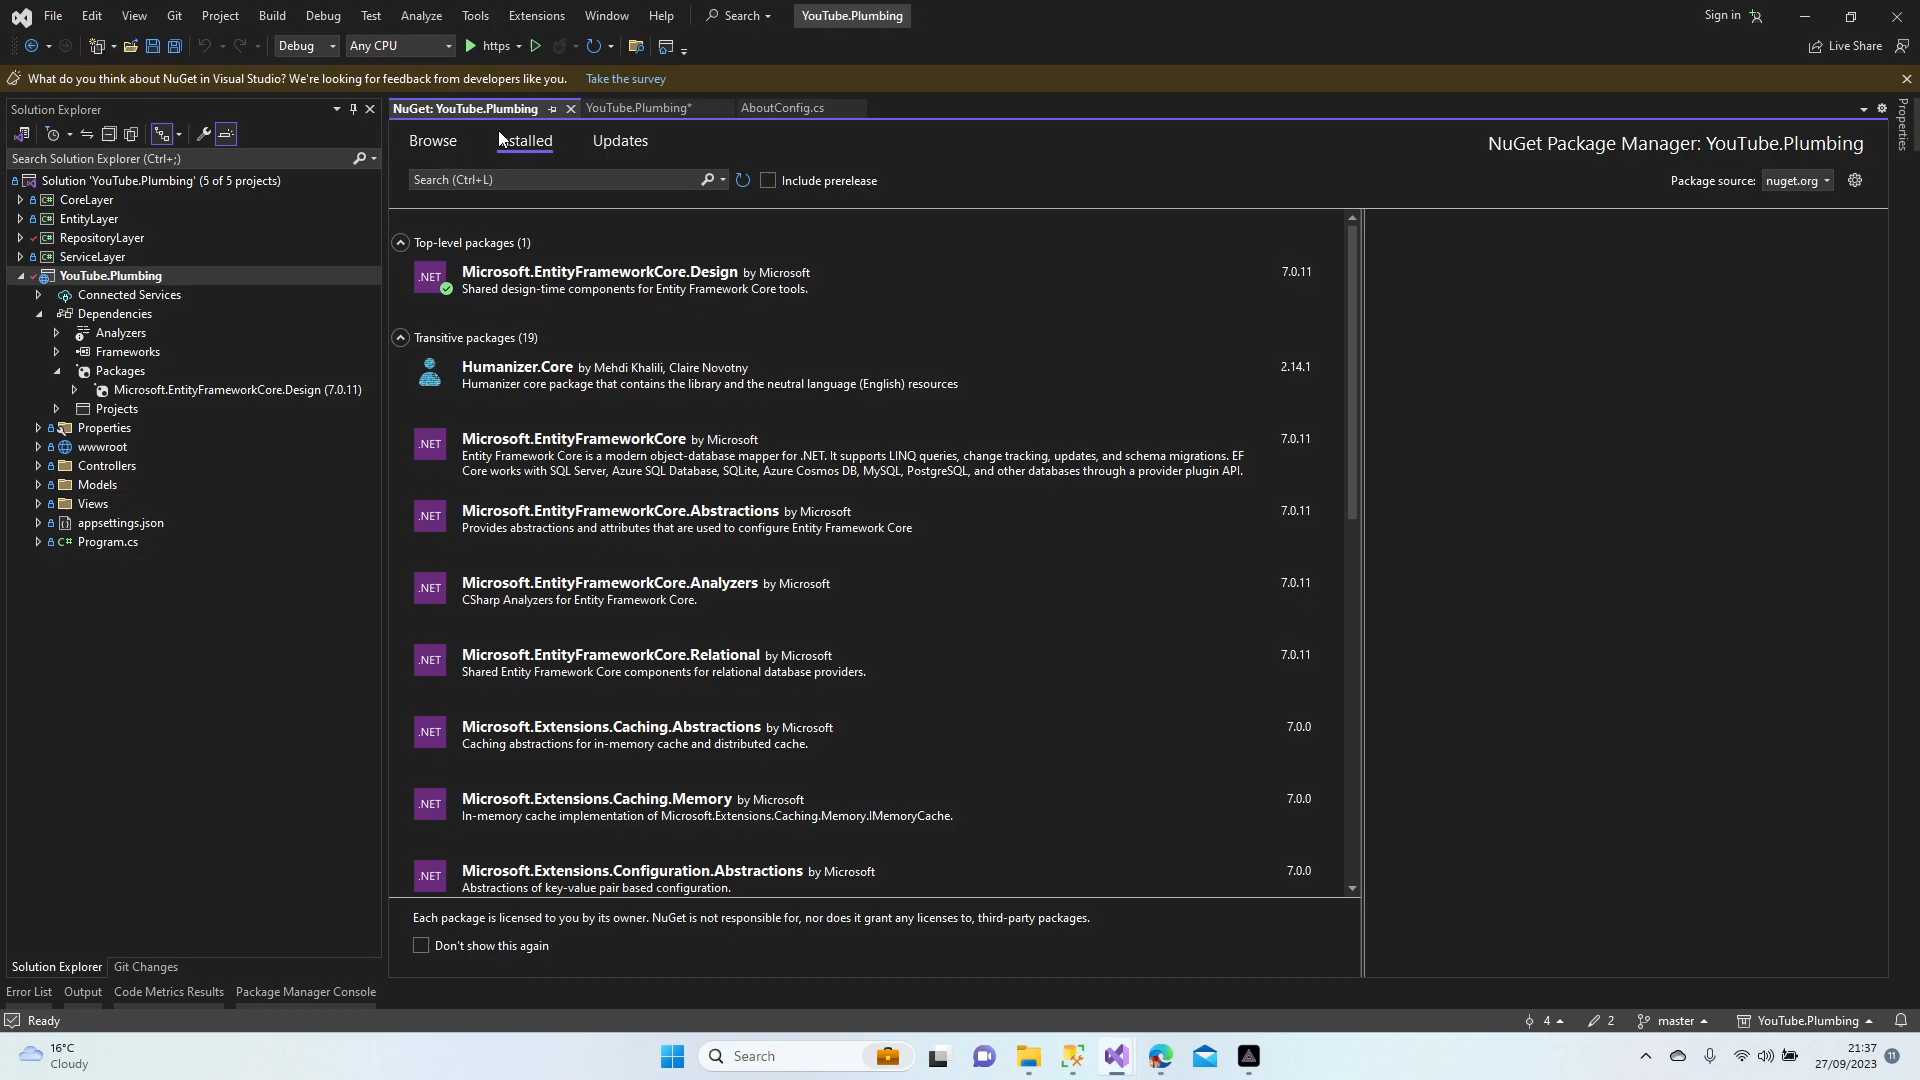 File Edit View Git Project Build Debug Test Analyze Tools Extensions Window Help Search YouTube.Plumbing Sign in
Debug Any CPU https Live Share
What do you think about NuGet in Visual Studio? We're looking for feedback from developers like you. Take the survey
Solution Explorer
Search Solution Explorer (Ctrl+;)
Solution 'YouTube.Plumbing' (5 of 5 projects)
CoreLayer
EntityLayer
RepositoryLayer
ServiceLayer
YouTube.Plumbing
Connected Services
Dependencies
Analyzers
Frameworks
Packages
Microsoft.EntityFrameworkCore.Design (7.0.11)
Projects
Properties
wwwroot
Controllers
Models
Views
appsettings.json
C# Program.cs
Solution Explorer Git Changes
NuGet: YouTube.Plumbing YouTube.Plumbing* AboutConfig.cs
Properties
Browse Installed Updates
NuGet Package Manager: YouTube.Plumbing
Search (Ctrl+L) Include prerelease
Package source: nuget.org
Top-level packages (1)
.NET Microsoft.EntityFrameworkCore.Design by Microsoft 7.0.11
Shared design-time components for Entity Framework Core tools.
Transitive packages (19)
Humanizer.Core by Mehdi Khalili, Claire Novotny 2.14.1
Humanizer core package that contains the library and the neutral language (English) resources
.NET Microsoft.EntityFrameworkCore by Microsoft 7.0.11
Entity Framework Core is a modern object-database mapper for .NET. It supports LINQ queries, change tracking, updates, and schema migrations. EF
Core works with SQL Server, Azure SQL Database, SQLite, Azure Cosmos DB, MySQL, PostgreSQL, and other databases through a provider plugin API.
.NET Microsoft.EntityFrameworkCore.Abstractions by Microsoft 7.0.11
Provides abstractions and attributes that are used to configure Entity Framework Core
.NET Microsoft.EntityFrameworkCore.Analyzers by Microsoft 7.0.11
CSharp Analyzers for Entity Framework Core.
.NET Microsoft.EntityFrameworkCore.Relational by Microsoft 7.0.11
Shared Entity Framework Core components for relational database providers.
.NET Microsoft.Extensions.Caching.Abstractions by Microsoft 7.0.0
Caching abstractions for in-memory cache and distributed cache.
.NET Microsoft.Extensions.Caching.Memory by Microsoft 7.0.0
In-memory cache implementation of Microsoft.Extensions.Caching.Memory.IMemoryCache.
.NET Microsoft.Extensions.Configuration.Abstractions by Microsoft 7.0.0
Abstractions of key-value pair based configuration.
Each package is licensed to you by its owner. NuGet is not responsible for, nor does it grant any licenses to, third-party packages.
Don't show this again
Error List Output Code Metrics Results Package Manager Console
Ready 4 2 master YouTube.Plumbing
16°C
Cloudy
Search
21:37
27/09/2023
11